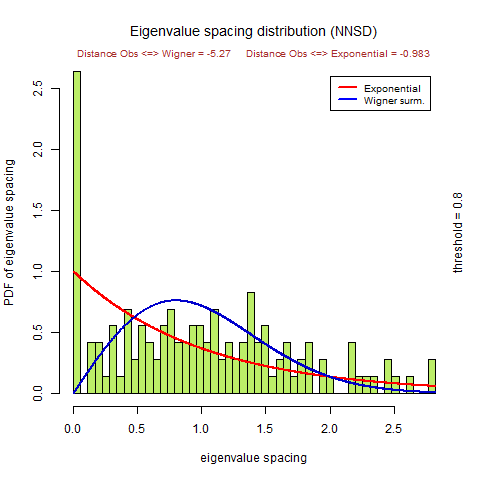 Eigenvalue spacing distribution (NNSD)
Distance Obs <=> Wigner = -5.27 Distance Obs <=> Exponential = -0.983
Exponential
Wigner surm.
PDF of eigenvalue spacing
2.5
2.0
1.5
1.0
0.5
0.0
threshold = 0.8
0.0 0.5 1.0 1.5 2.0 2.5
eigenvalue spacing